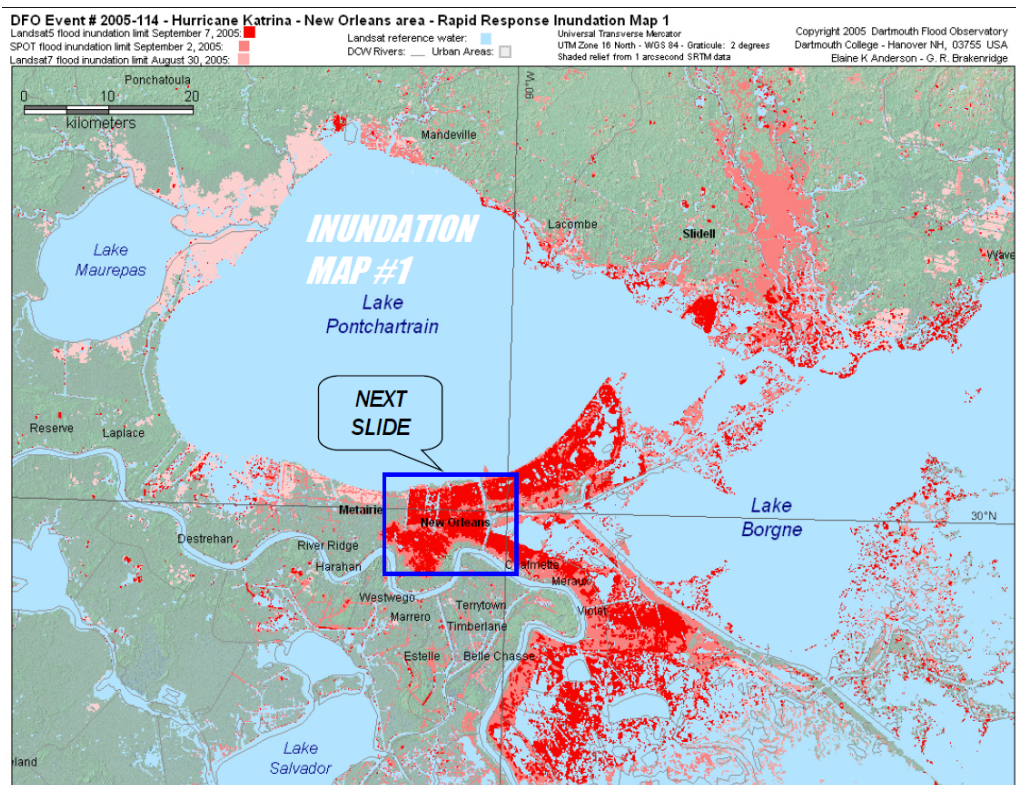 DFO Event # 2005-114 - Hurricane Katrina - New Orleans area - Rapid Response Inundation Map 1
Landsat5 flood inundation limit September 7, 2005:
SPOT flood inundation limit September 2, 2005:
Landsat7 flood inundation limit August 30, 2005:
Landsat reference water:
DCW Rivers: Urban Areas:
Universal Transverse Mercator
UTM Zone 16 North - WGS 84 - Graticule: 2 degrees
Shaded relief from 1 arcsecond SRTM data
Copyright 2005 Dartmouth Flood Observatory
Dartmouth College - Hanover NH, 03755 USA
Elaine K Anderson - G. R. Brakenridge
Ponchatoula
0 10 20
kilometers
90°W
Mandeville
INUNDATION
MAP #1
Lacombe
Slidell
Wave
Lake
Maurepas
Lake
Pontchartrain
NEXT
SLIDE
Reserve
Laplace
Metairie
New Orleans
Lake
Borgne
30°N
Destrehan
River Ridge
Harahan
Chalmette
Meraux
Westwego
Marrero
Terrytown
Timberlane
Violet
Estelle
Belle Chasse
Lake
Salvador
land